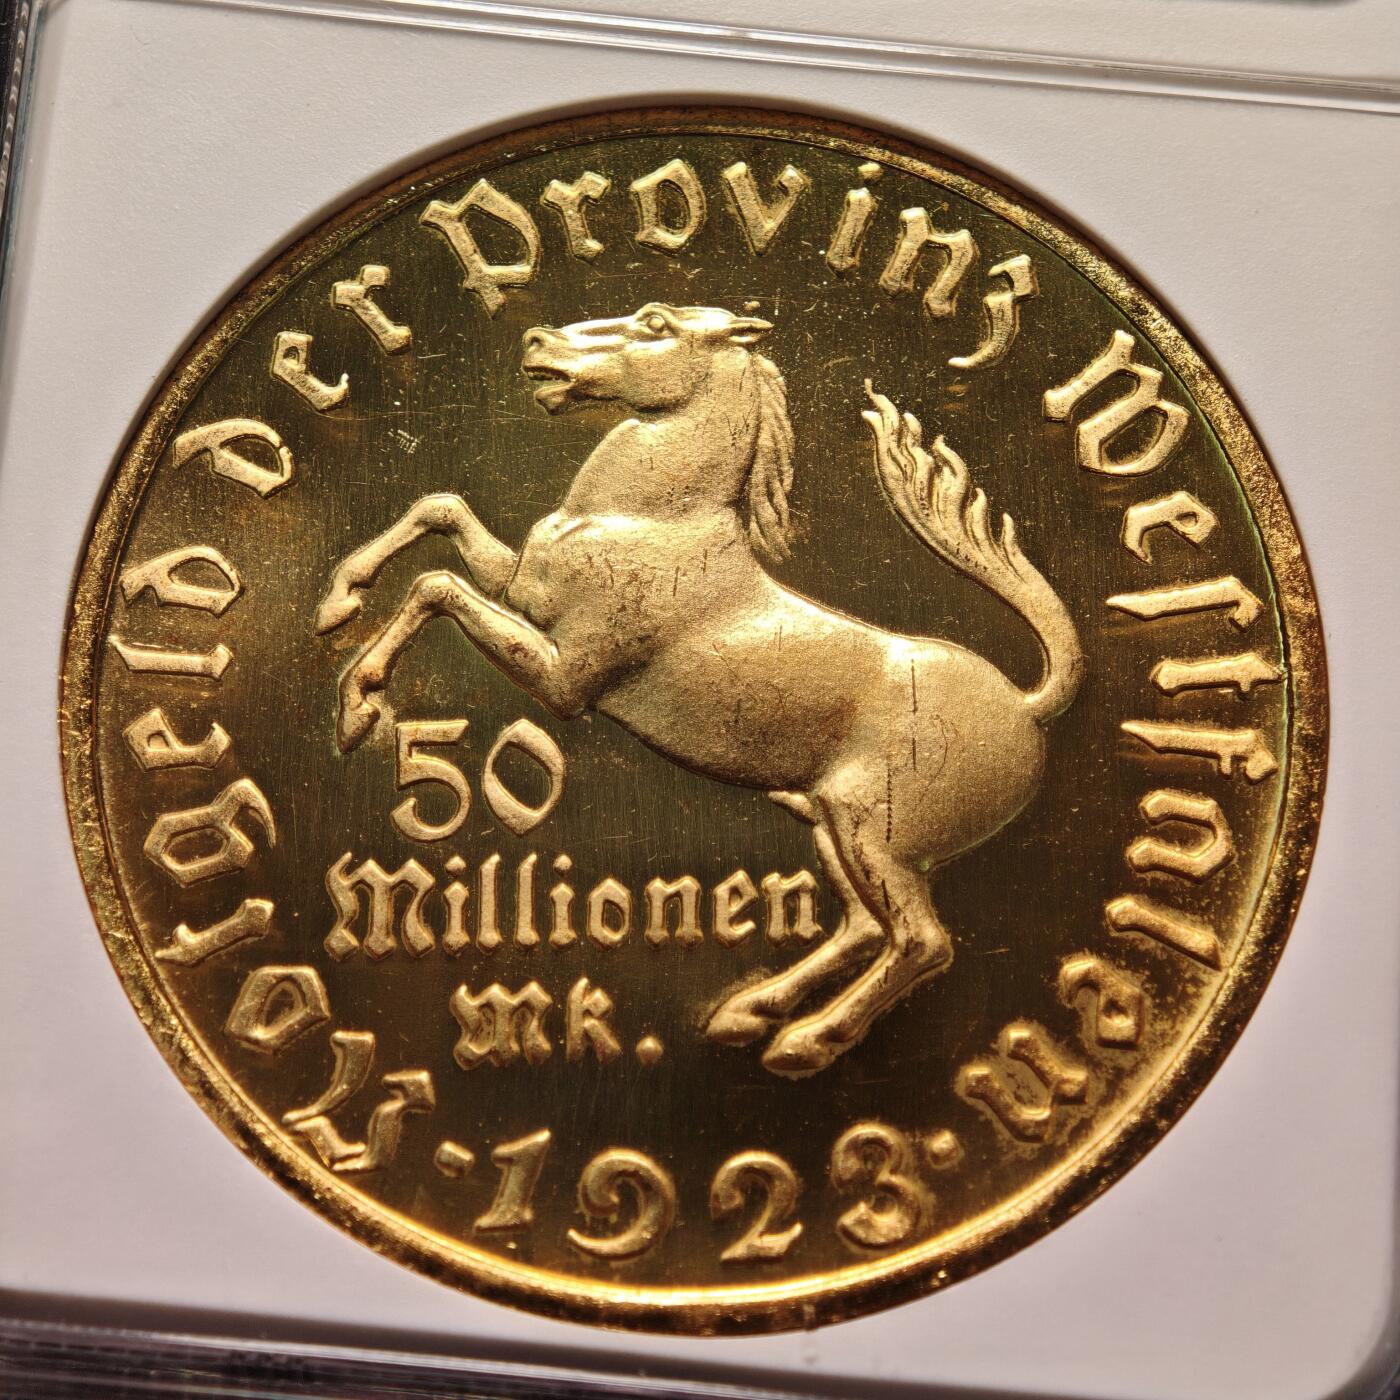 Notgeld der Provinz Weſtfalen
50
Millionen
Mk.
· 1923 ·